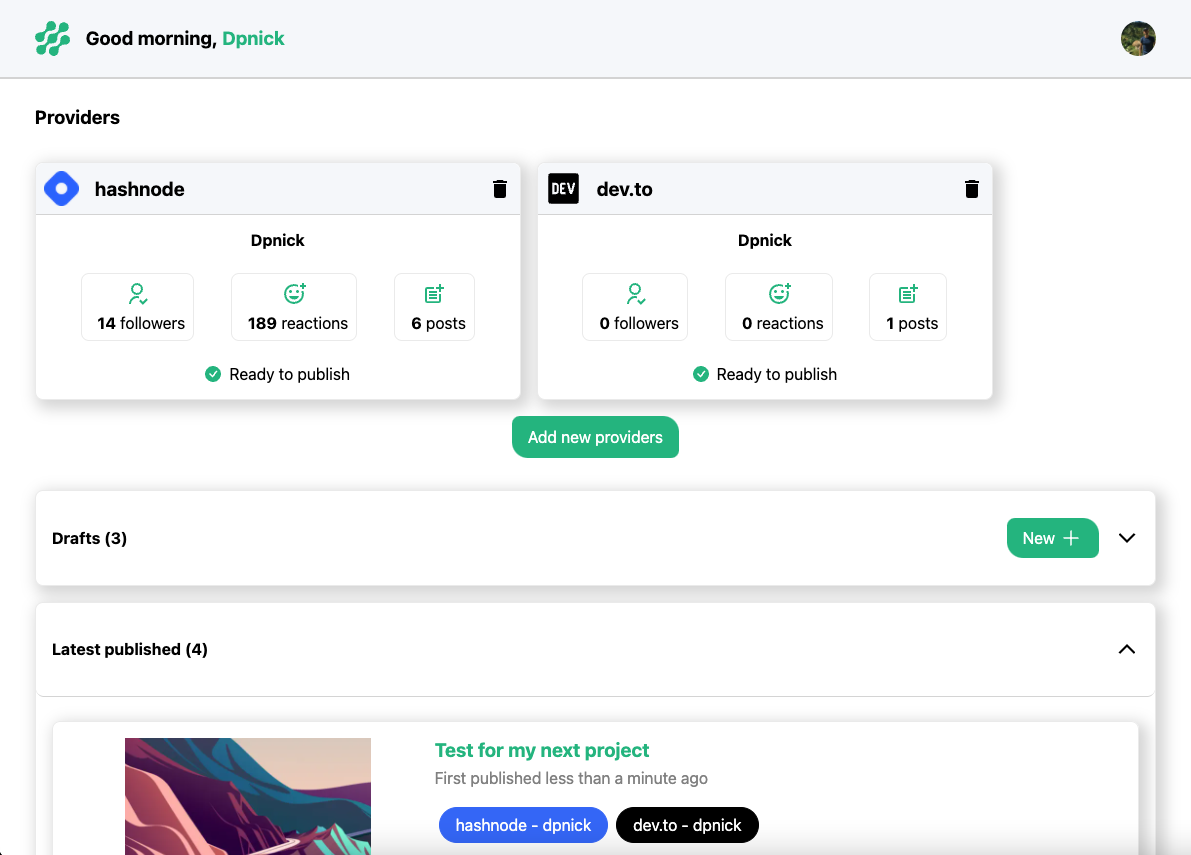 Good morning, Dpnick
Providers
hashnode
Dpnick
14 followers
189 reactions
6 posts
Ready to publish
DEV
dev.to
Dpnick
0 followers
0 reactions
1 posts
Ready to publish
Add new providers
Drafts (3)
New
Latest published (4)
Test for my next project
First published less than a minute ago
hashnode - dpnick
dev.to - dpnick